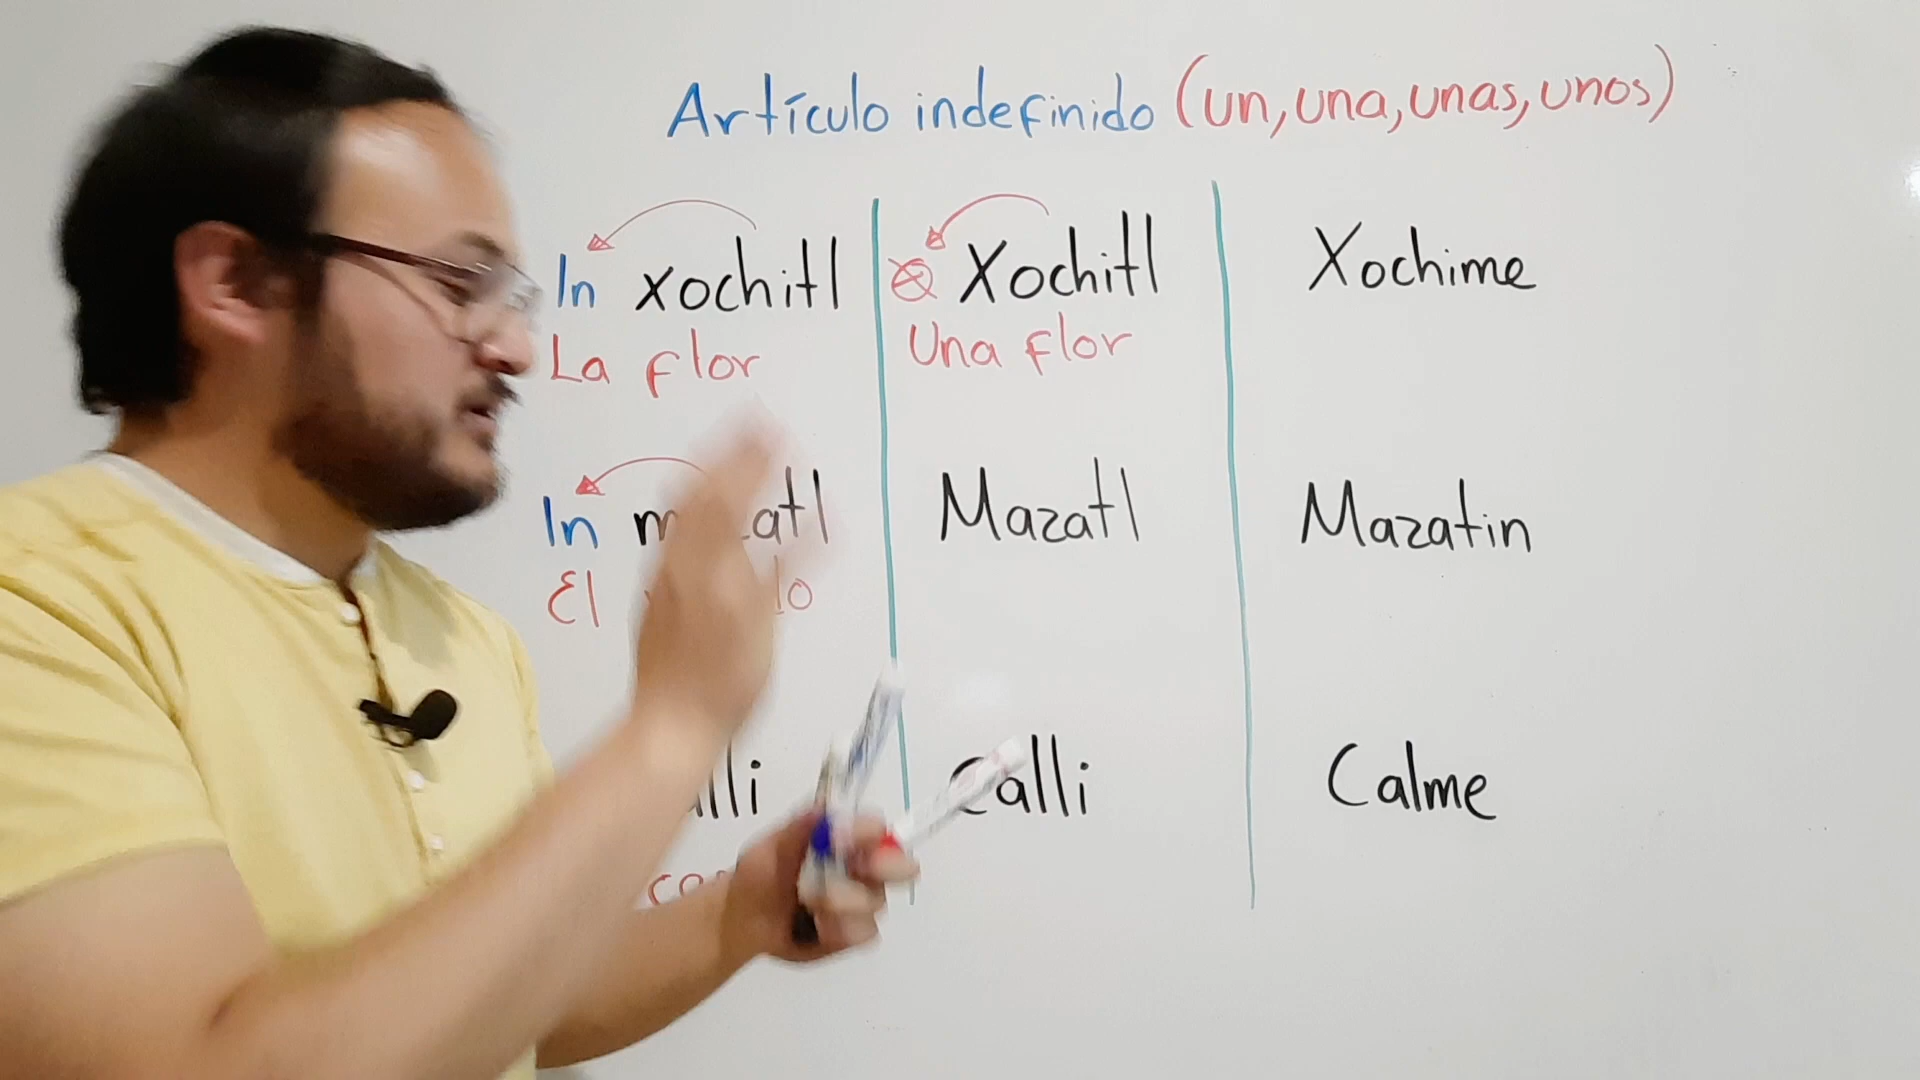 Artículo indefinido (un, una, unas, unos)
In xochitl
La flor
Xochitl
Una flor
Xochime
In
El
Mazatl
Mazatin
Calli
Calme